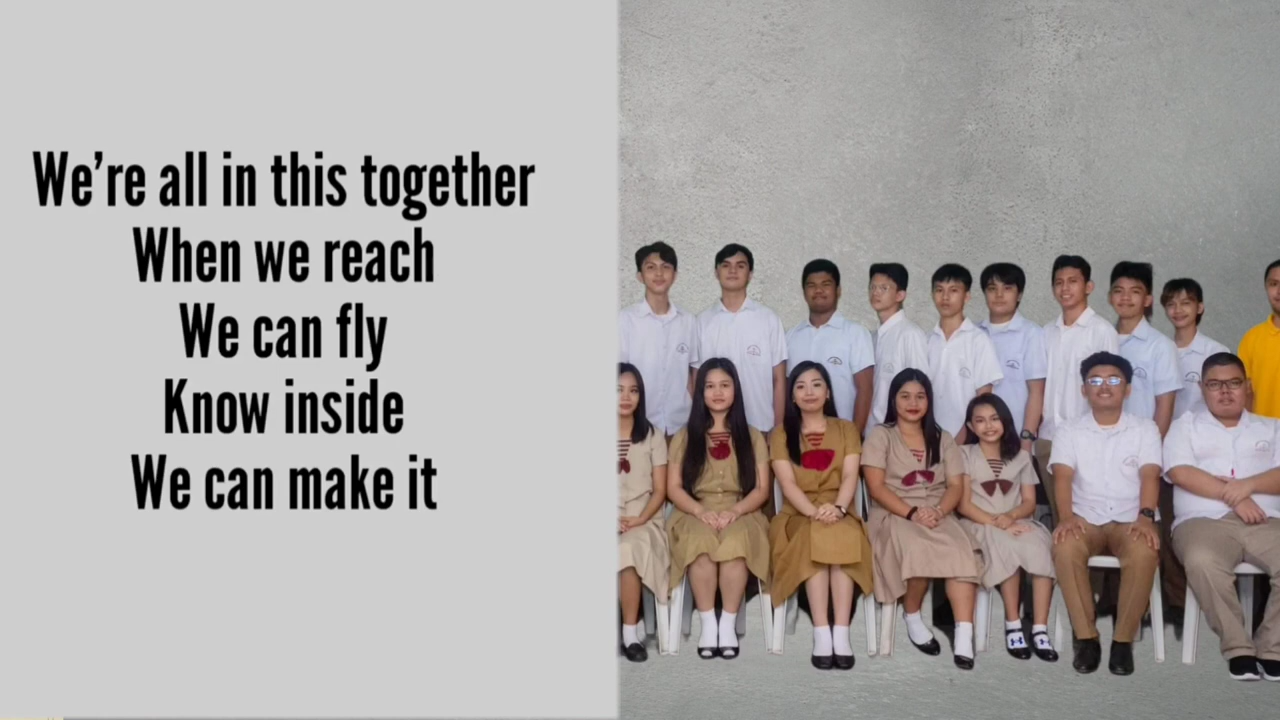 We’re all in this together
When we reach
We can fly
Know inside
We can make it